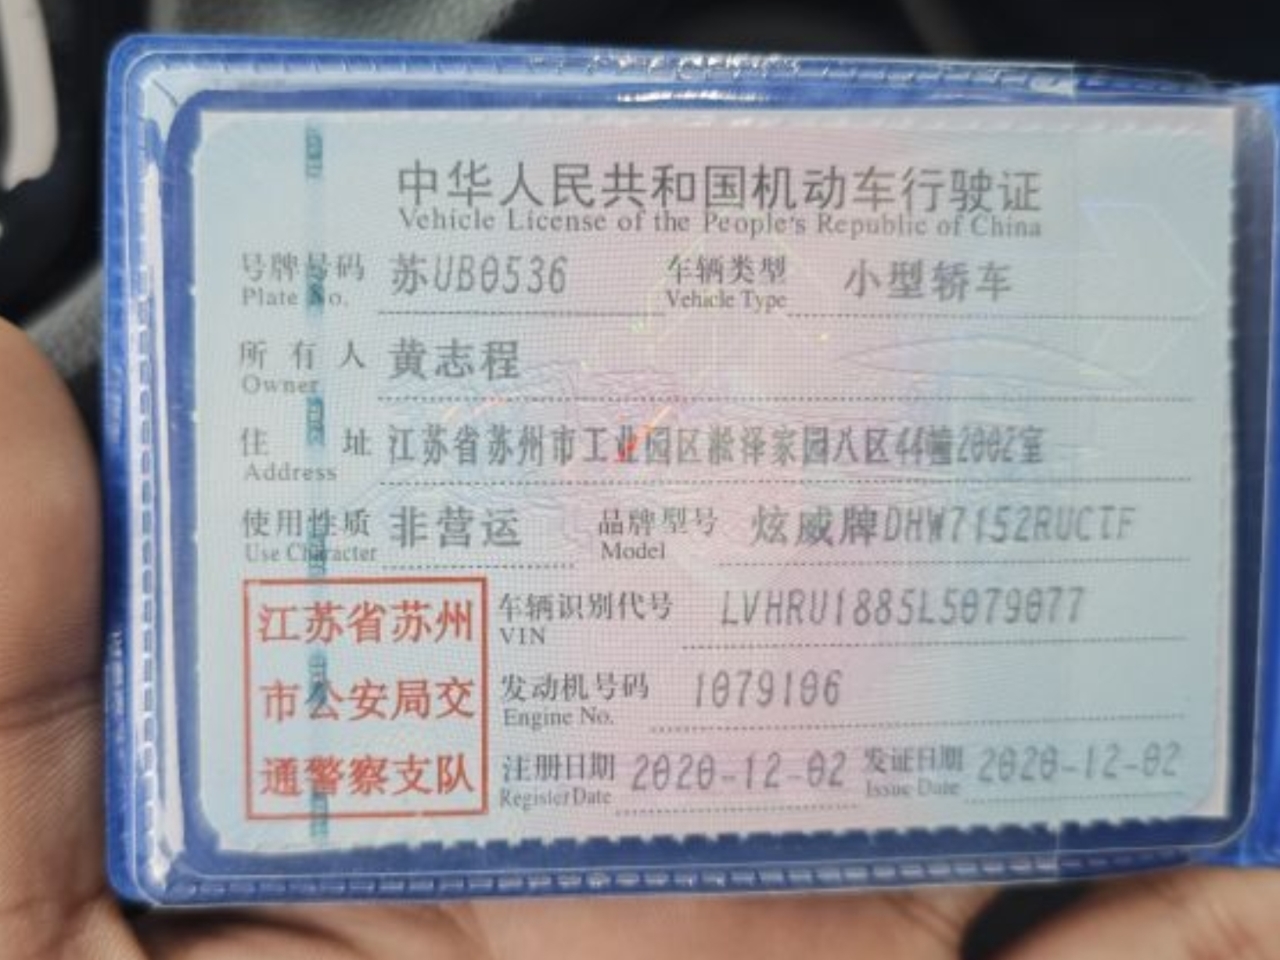 中华人民共和国机动车行驶证
Vehicle License of the People's Republic of China
号牌号码 苏UB0536 车辆类型 小型轿车
Plate No. Vehicle Type
所有人 黄志程
Owner
住址 江苏省苏州市工业园区淞泽家园八区44幢2002室
Address
使用性质 非营运 品牌型号 炫威牌DHW7152RUCTF
Use Character Model
江苏省苏州
市公安局交
通警察支队
车辆识别代号 LVHRU1885L5079077
VIN
发动机号码 1079106
Engine No.
注册日期 2020-12-02 发证日期 2020-12-02
Register Date Issue Date